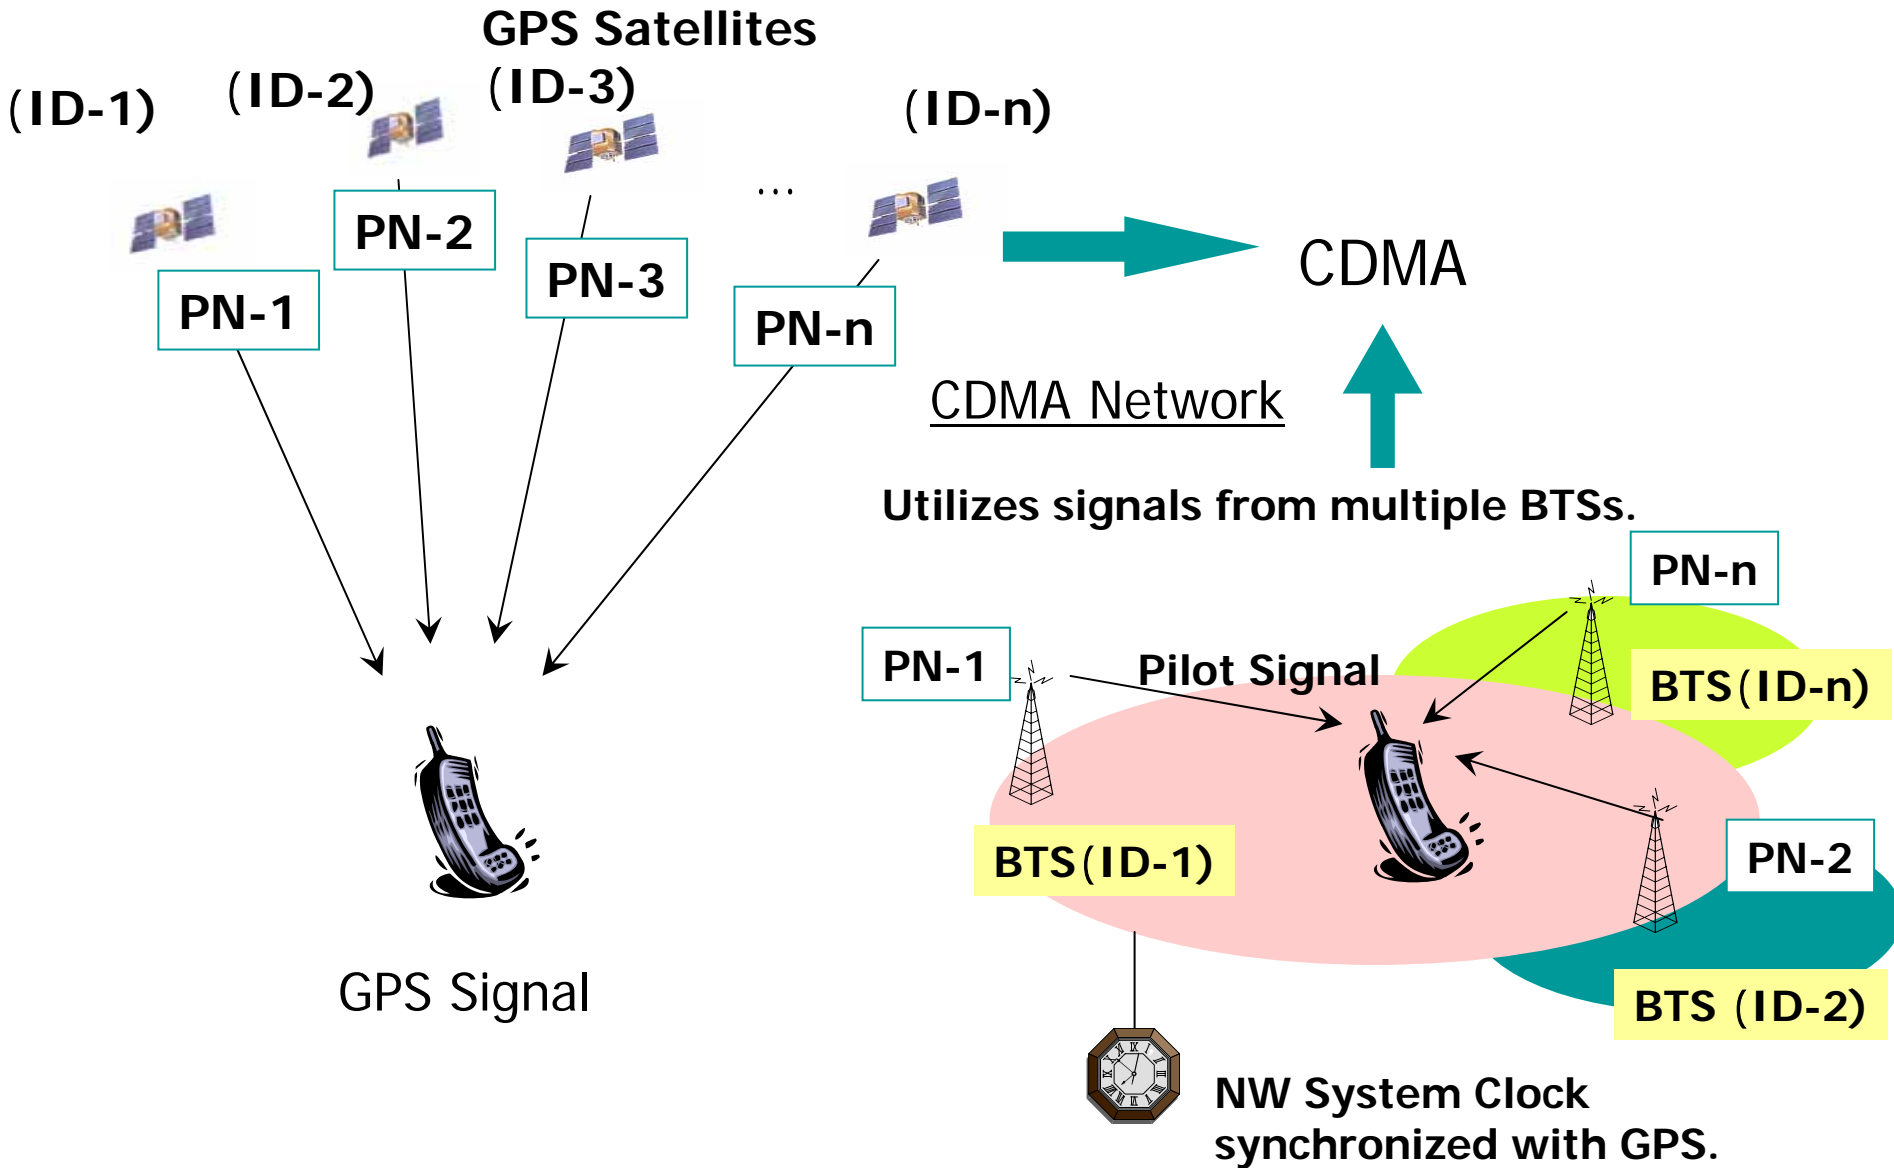 GPS Satellites
(ID-1)
(ID-2)
(ID-3)
(ID-n)
...
PN-1
PN-2
PN-3
PN-n
CDMA
CDMA Network
Utilizes signals from multiple BTSs.
PN-n
PN-1
Pilot Signal
BTS(ID-n)
BTS(ID-1)
PN-2
GPS Signal
BTS (ID-2)
NW System Clock
synchronized with GPS.